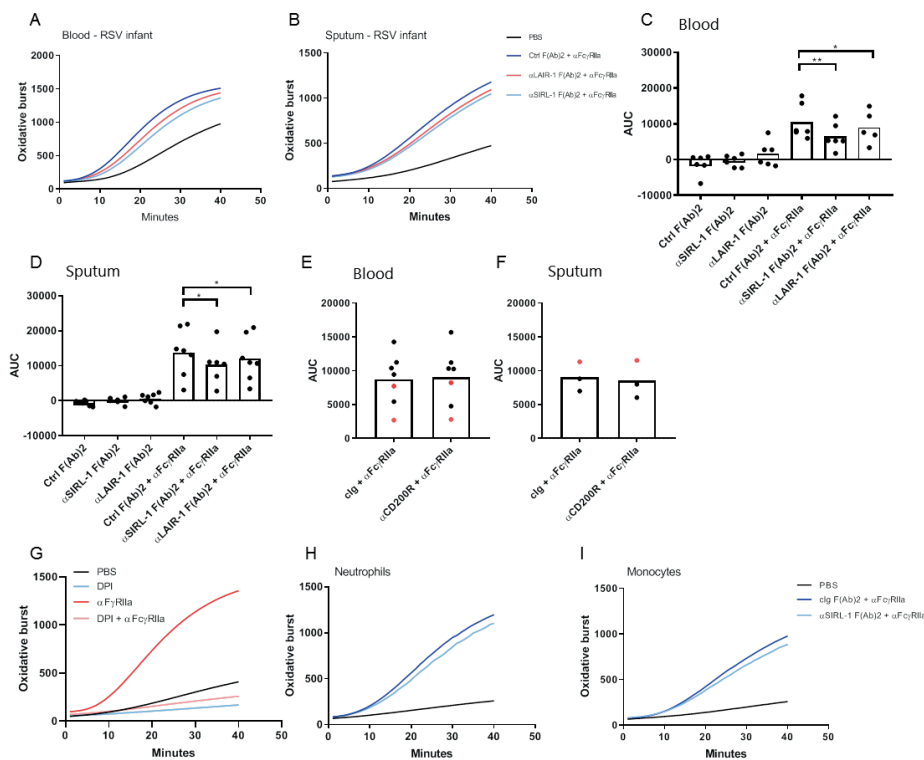 A
Blood - RSV infant
Oxidative burst
2000
1500
1000
500
0
0 10 20 30 40 50
Minutes
B
Sputum - RSV infant
Oxidative burst
1500
1000
500
0
0 10 20 30 40 50
Minutes
PBS
Ctrl F(Ab)2 + αFcγRIIa
αLAIR-1 F(Ab)2 + αFcγRIIa
αSIRL-1 F(Ab)2 + αFcγRIIa
C
Blood
*
**
AUC
30000
20000
10000
0
-10000
Ctrl F(Ab)2
αSIRL-1 F(Ab)2
αLAIR-1 F(Ab)2
Ctrl F(Ab)2 + αFcγRIIa
αSIRL-1 F(Ab)2 + αFcγRIIa
αLAIR-1 F(Ab)2 + αFcγRIIa
D
Sputum
*
*
AUC
30000
20000
10000
0
-10000
Ctrl F(Ab)2
αSIRL-1 F(Ab)2
αLAIR-1 F(Ab)2
Ctrl F(Ab)2 + αFcγRIIa
αSIRL-1 F(Ab)2 + αFcγRIIa
αLAIR-1 F(Ab)2 + αFcγRIIa
E
Blood
AUC
20000
15000
10000
5000
0
cIg + αFcγRIIa
αCD200R + αFcγRIIa
F
Sputum
AUC
20000
15000
10000
5000
0
cIg + αFcγRIIa
αCD200R + αFcγRIIa
G
PBS
DPI
αFγRIIa
DPI + αFcγRIIa
Oxidative burst
1500
1000
500
0
0 10 20 30 40 50
Minutes
H
Neutrophils
Oxidative burst
1500
1000
500
0
0 10 20 30 40 50
Minutes
I
Monocytes
Oxidative burst
1500
1000
500
0
0 10 20 30 40 50
Minutes
PBS
cIg F(Ab)2 + αFcγRIIa
αSIRL-1 F(Ab)2 + αFcγRIIa